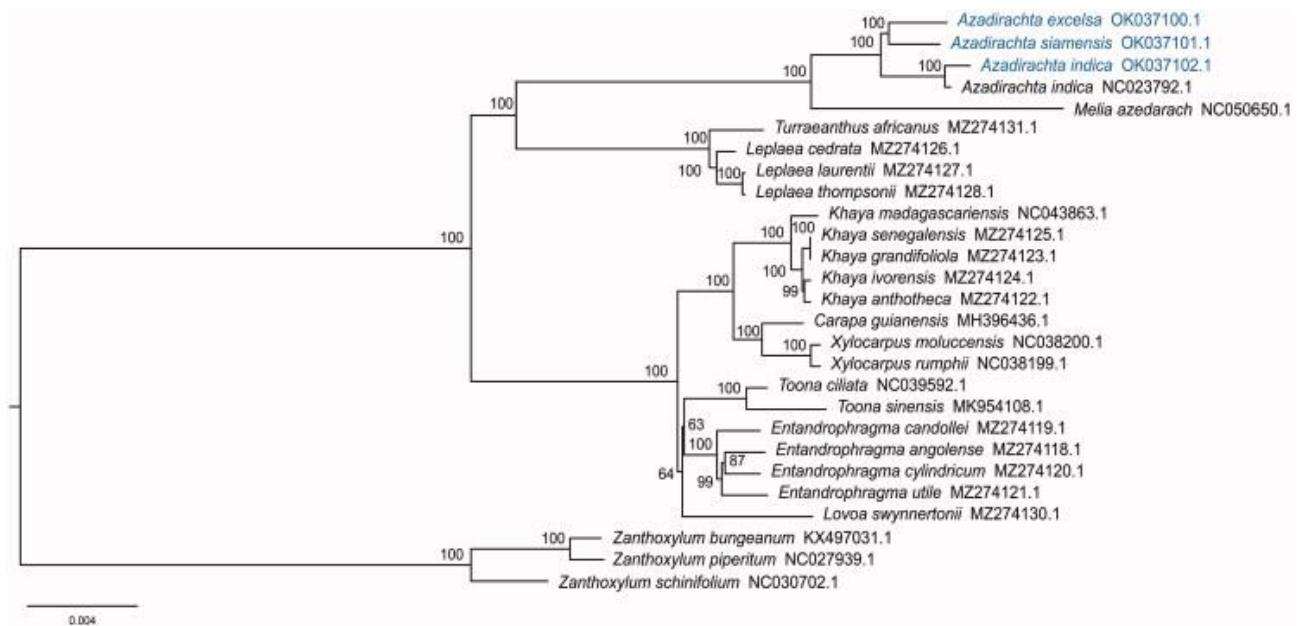 100
Azadirachta excelsa OK037100.1
100
Azadirachta siamensis OK037101.1
100
Azadirachta indica OK037102.1
100
Azadirachta indica NC023792.1
100
Melia azedarach NC050650.1
100
Turraeanthus africanus MZ274131.1
Leplaea cedrata MZ274126.1
100
100
Leplaea laurentii MZ274127.1
Leplaea thompsonii MZ274128.1
Khaya madagascariensis NC043863.1
100
100
Khaya senegalensis MZ274125.1
100
Khaya grandifoliola MZ274123.1
100
Khaya ivorensis MZ274124.1
100
99
Khaya anthotheca MZ274122.1
Carapa guianensis MH396436.1
100
100
Xylocarpus moluccensis NC038200.1
Xylocarpus rumphii NC038199.1
100
100
Toona ciliata NC039592.1
Toona sinensis MK954108.1
63
Entandrophragma candollei MZ274119.1
100
Entandrophragma angolense MZ274118.1
87
64
Entandrophragma cylindricum MZ274120.1
99
Entandrophragma utile MZ274121.1
Lovoa swynnertonii MZ274130.1
100
Zanthoxylum bungeanum KX497031.1
100
Zanthoxylum piperitum NC027939.1
Zanthoxylum schinifolium NC030702.1
0.004